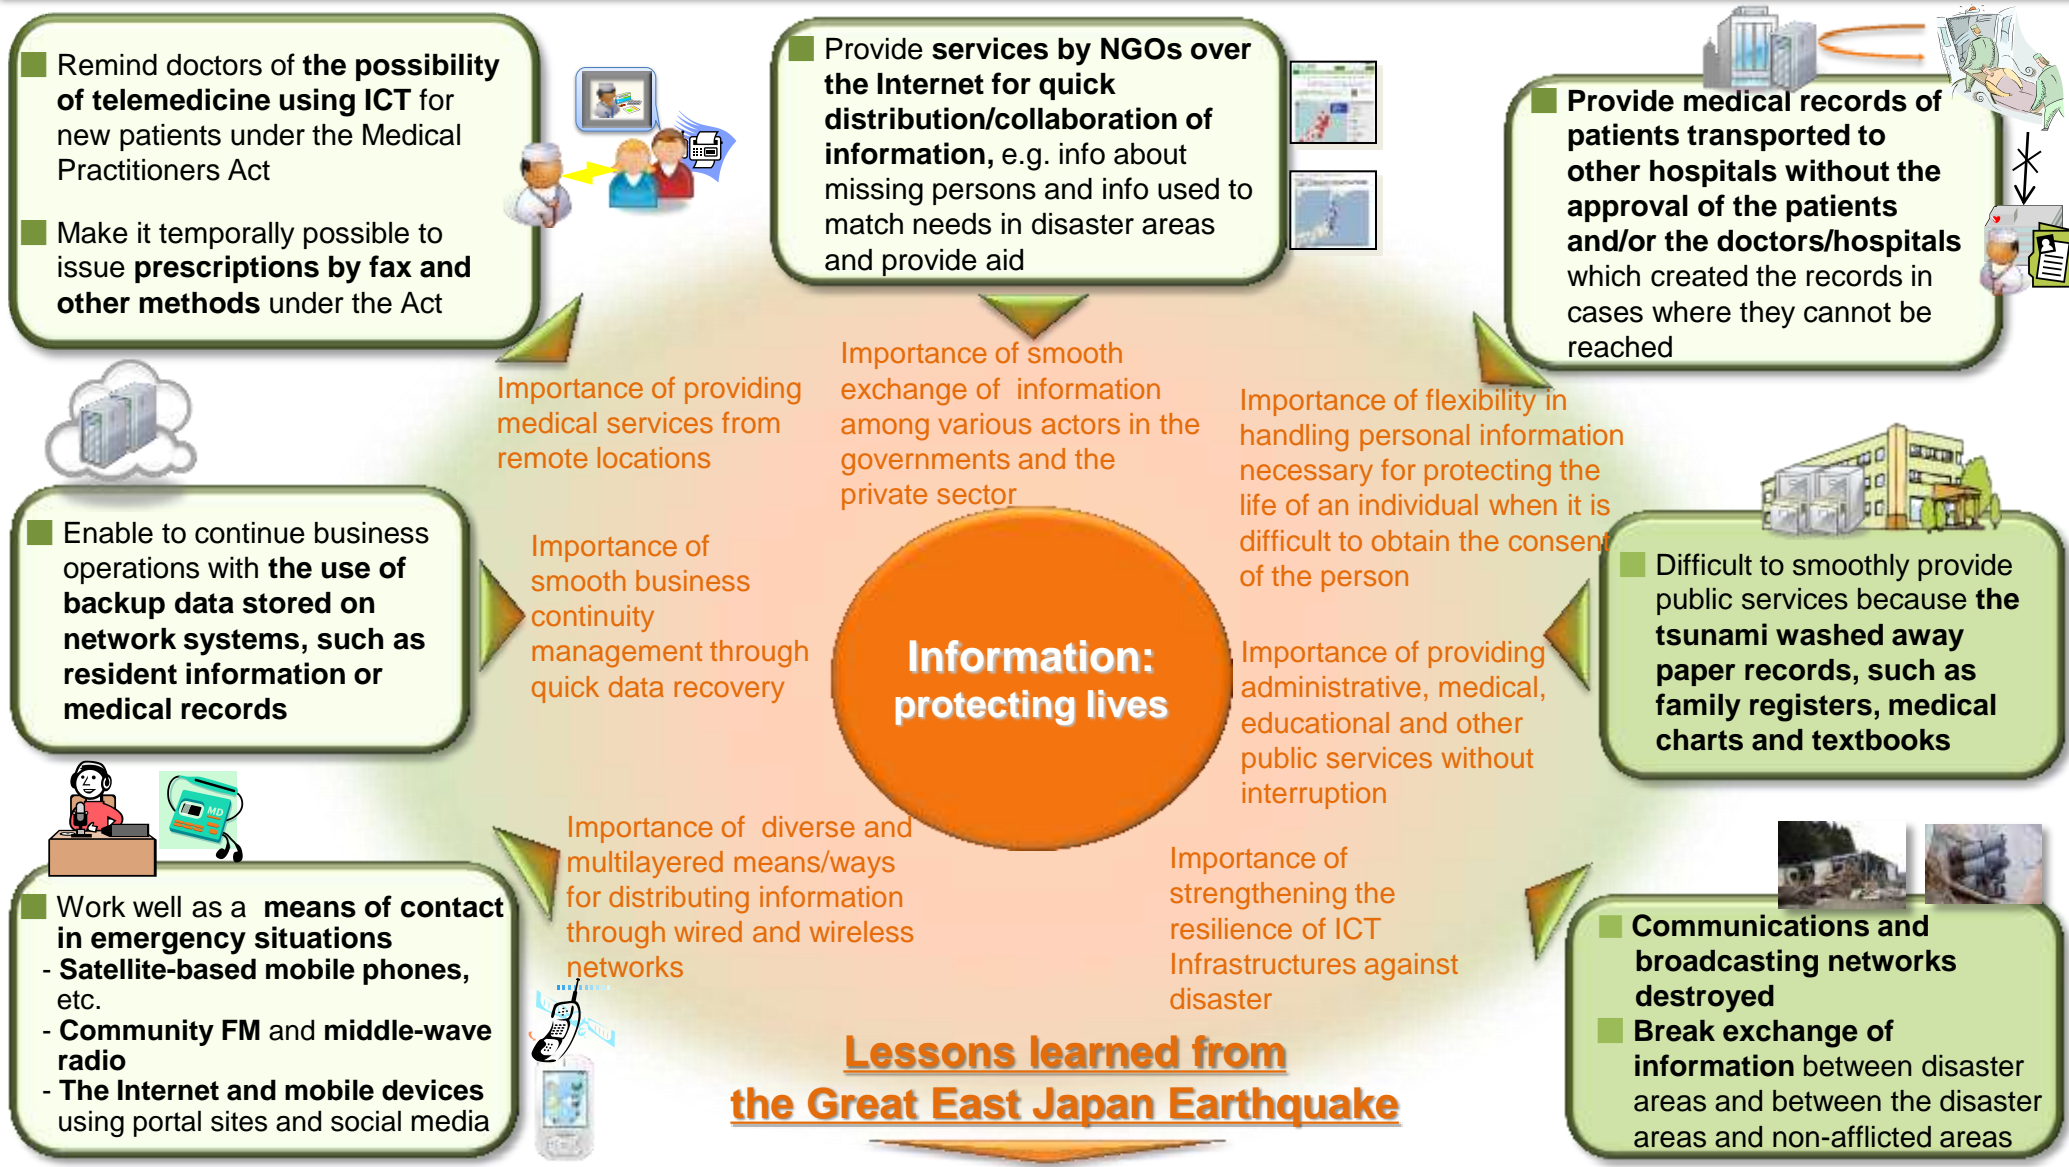 Remind doctors of the possibility
of telemedicine using ICT for
new patients under the Medical
Practitioners Act
Make it temporally possible to
issue prescriptions by fax and
other methods under the Act
Provide services by NGOs over
the Internet for quick
distribution/collaboration of
information, e.g. info about
missing persons and info used to
match needs in disaster areas
and provide aid
Provide medical records of
patients transported to
other hospitals without the
approval of the patients
and/or the doctors/hospitals
which created the records in
cases where they cannot be
reached
Importance of providing
medical services from
remote locations
Importance of smooth
exchange of information
among various actors in the
governments and the
private sector
Importance of flexibility in
handling personal information
necessary for protecting the
life of an individual when it is
difficult to obtain the consent
of the person
Enable to continue business
operations with the use of
backup data stored on
network systems, such as
resident information or
medical records
Importance of
smooth business
continuity
management through
quick data recovery
Information:
protecting lives
Importance of providing
administrative, medical,
educational and other
public services without
interruption
Difficult to smoothly provide
public services because the
tsunami washed away
paper records, such as
family registers, medical
charts and textbooks
MD
Work well as a means of contact
in emergency situations
- Satellite-based mobile phones,
etc.
- Community FM and middle-wave
radio
- The Internet and mobile devices
using portal sites and social media
Importance of diverse and
multilayered means/ways
for distributing information
through wired and wireless
networks
Importance of
strengthening the
resilience of ICT
Infrastructures against
disaster
Communications and
broadcasting networks
destroyed
Break exchange of
information between disaster
areas and between the disaster
areas and non-afflicted areas
Lessons learned from
the Great East Japan Earthquake